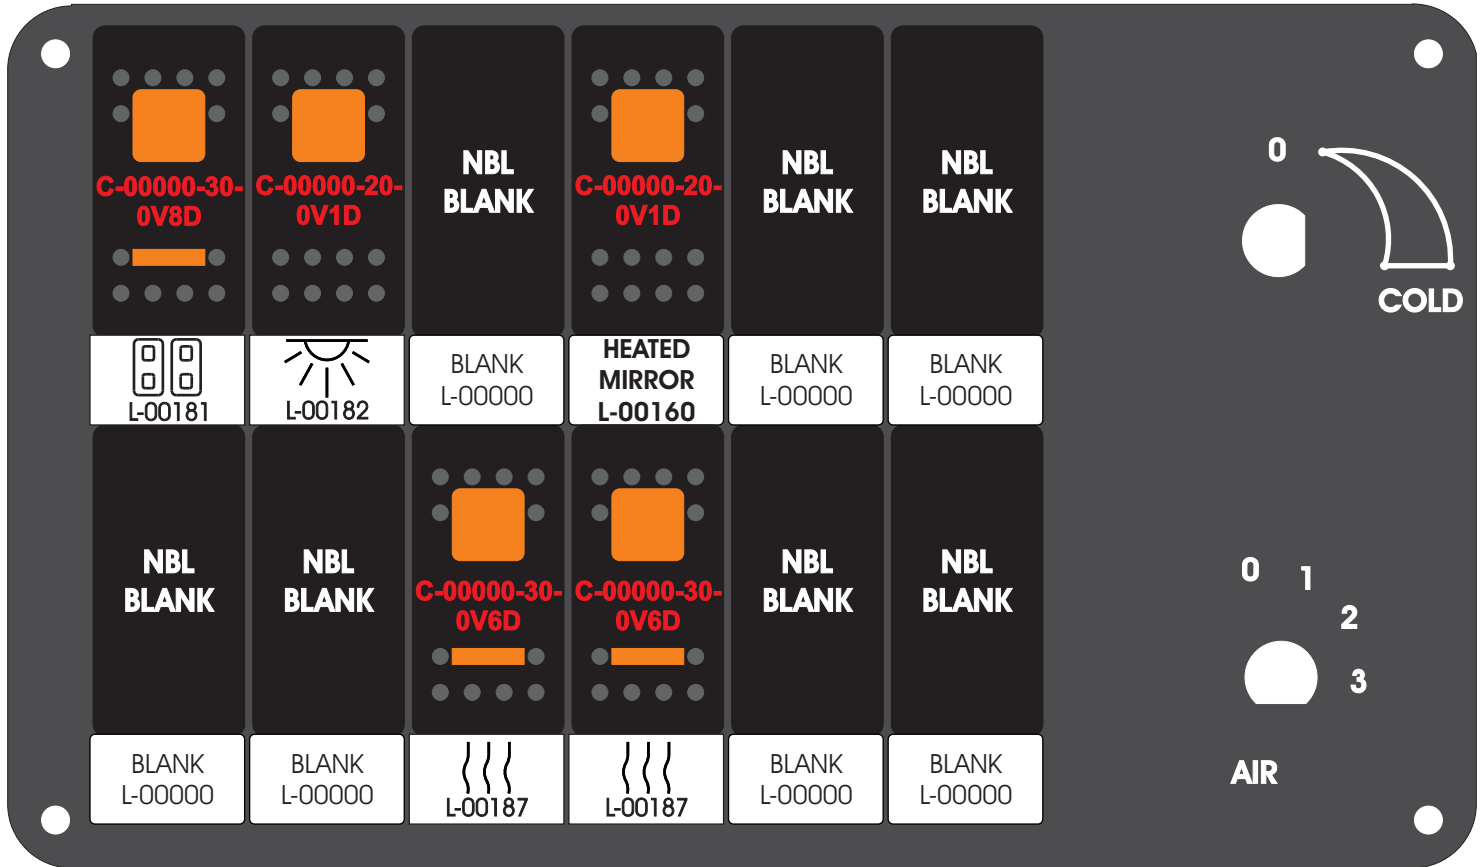 C-00000-30-
0V8D
C-00000-20-
0V1D
NBL
BLANK
C-00000-20-
0V1D
NBL
BLANK
NBL
BLANK
0
COLD
L-00181
L-00182
BLANK
L-00000
HEATED
MIRROR
L-00160
BLANK
L-00000
BLANK
L-00000
NBL
BLANK
NBL
BLANK
C-00000-30-
0V6D
C-00000-30-
0V6D
NBL
BLANK
NBL
BLANK
0
1
2
3
AIR
BLANK
L-00000
BLANK
L-00000
L-00187
L-00187
BLANK
L-00000
BLANK
L-00000